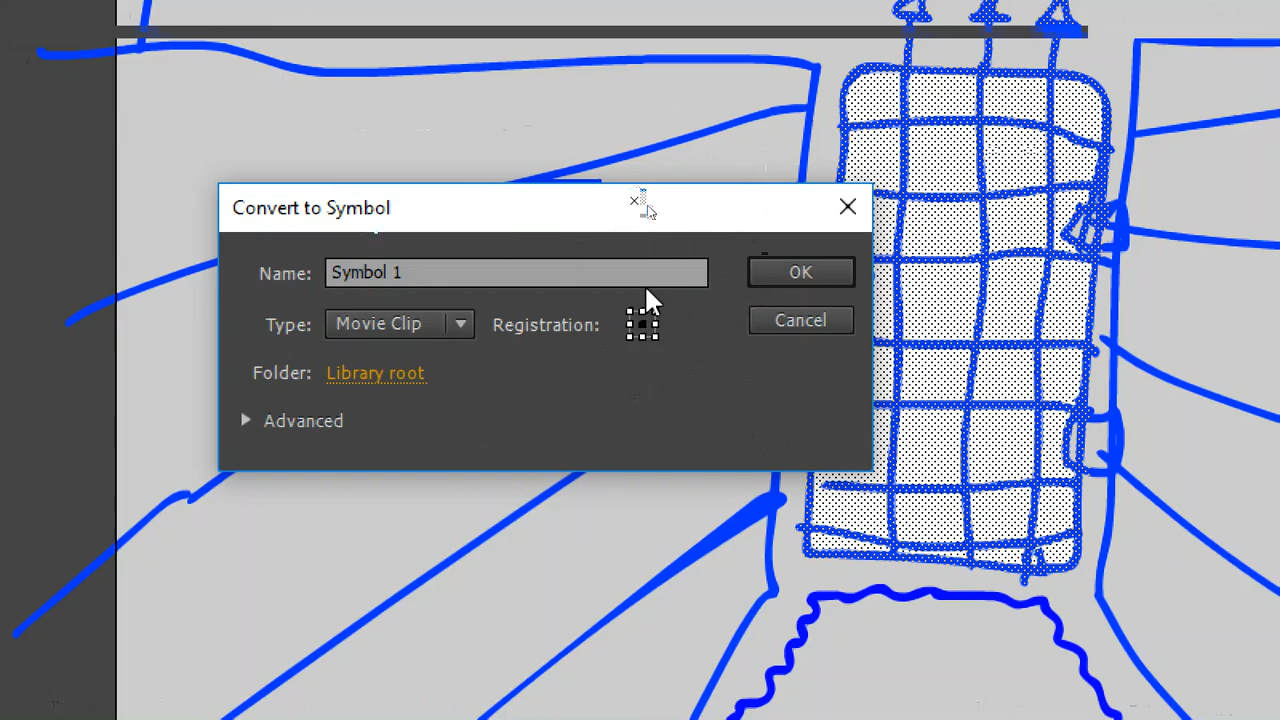 Convert to Symbol
Name: Symbol 1 OK
Type: Movie Clip Registration: Cancel
Folder: Library root
Advanced